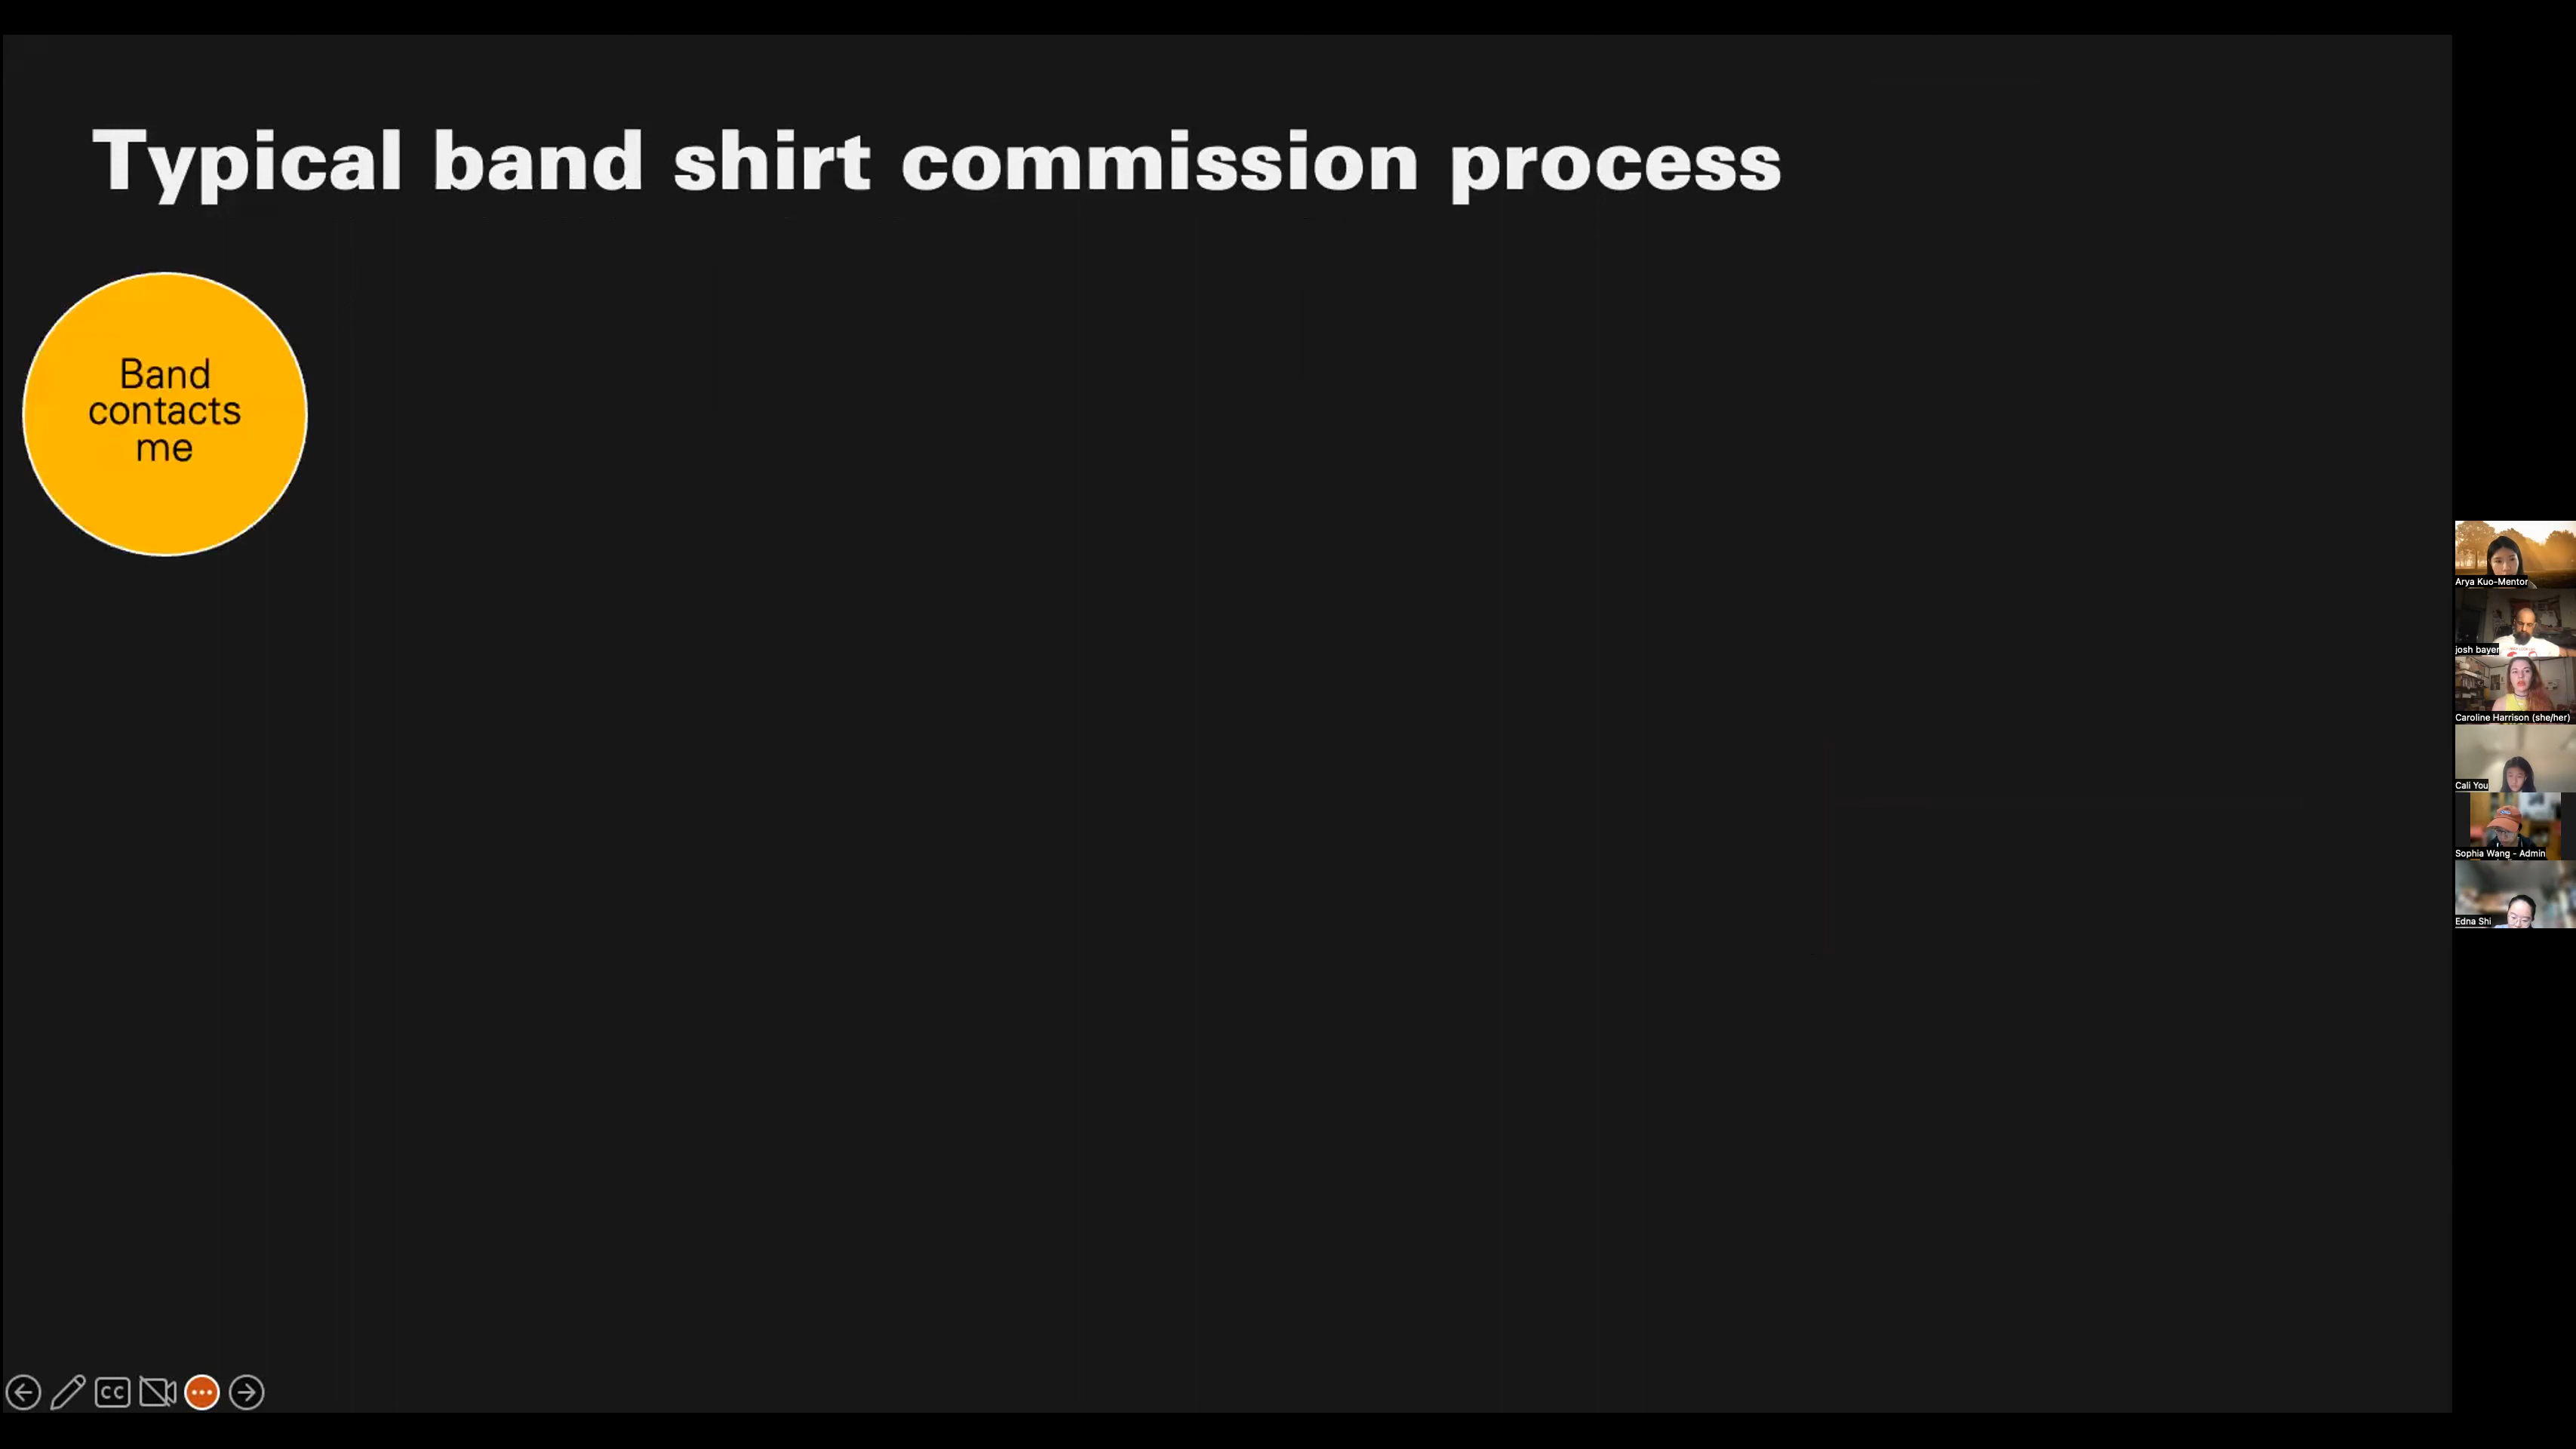 Typical band shirt commission process
Band
contacts
me
Arya Kuo-Mentor
josh bayer
Caroline Harrison (she/her)
Cali You
Sophia Wang - Admin
Edna Shi
CC